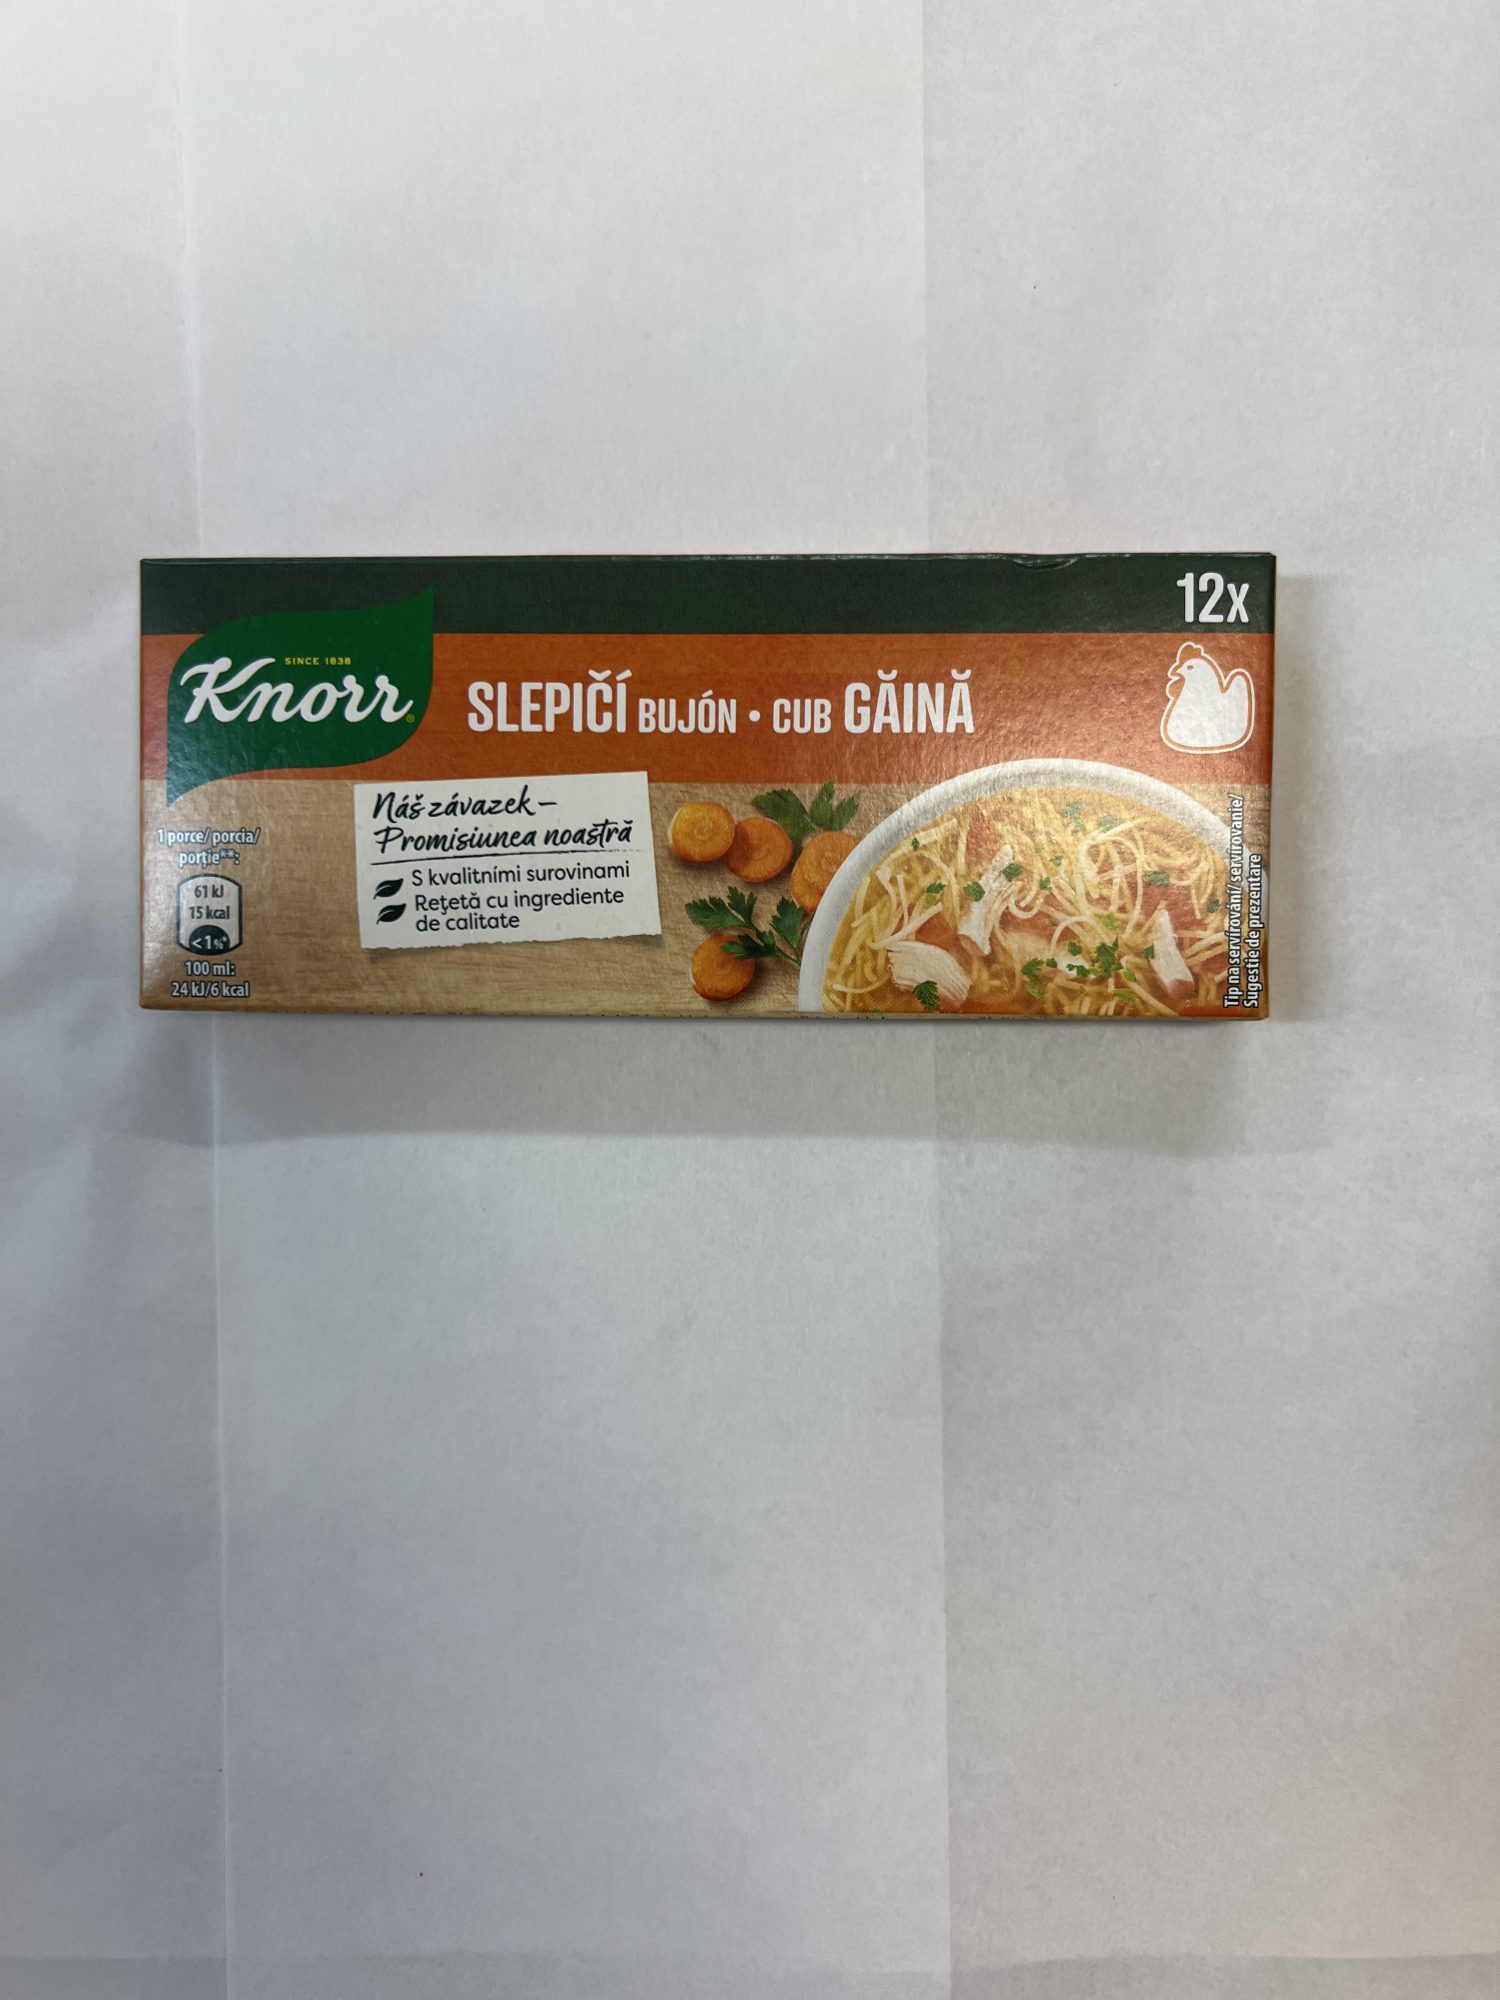 12x
SINCE 1838
Knorr®
SLEPIČÍ BUJÓN • CUB GĂINĂ
Náš závazek –
Promisiunea noastră
S kvalitními surovinami
Reţetă cu ingrediente
de calitate
1 porce/porcia/
porţie**:
61 kJ
15 kcal
<1%*
100 ml:
24 kJ/6 kcal
Tip na servírování/ servírovanie/
Sugestie de prezentare